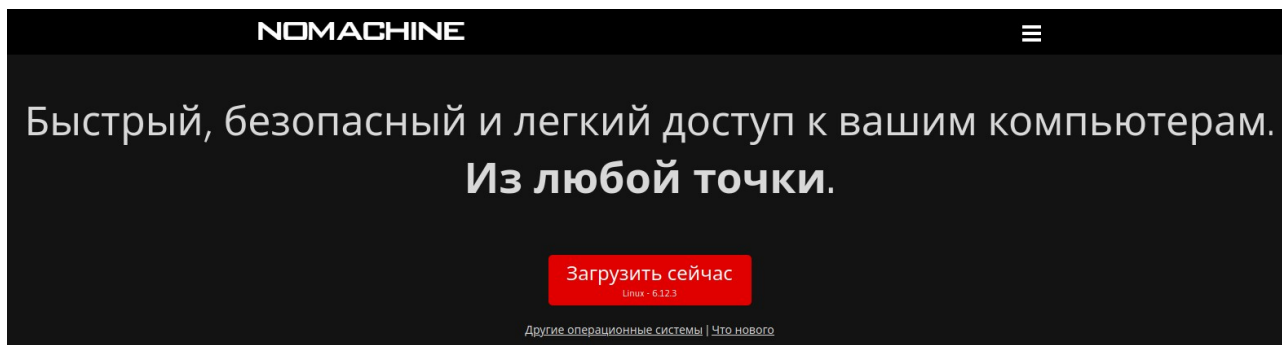 NOMACHINE
Быстрый, безопасный и легкий доступ к вашим компьютерам.
Из любой точки.
Загрузить сейчас
Linux - 6.12.3
Другие операционные системы | Что нового